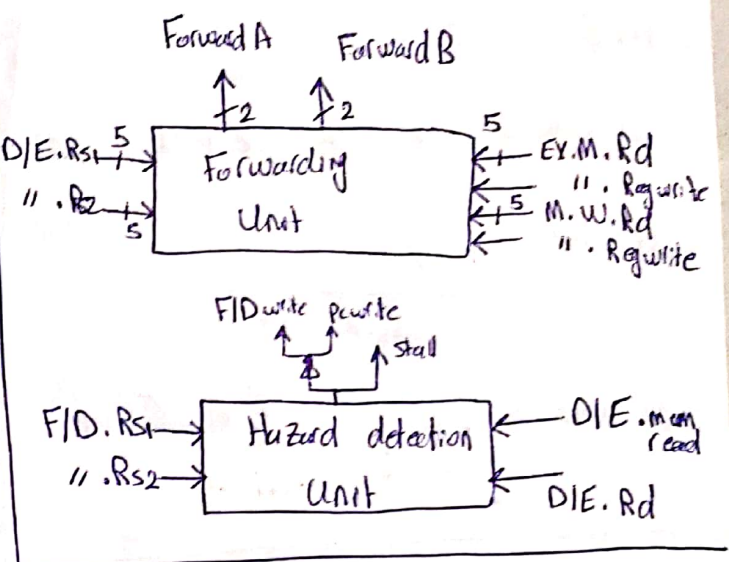 Forward A
Forward B
2
2
D/E.Rs1
5
〃 .Rs2
5
Forwarding
Unit
5
EX.M.Rd
〃 . Regwrite
5
M.W.Rd
〃 . Regwrite
F/D write
pcwrite
stall
F/D.Rs1
〃 .Rs2
Hazard detection
Unit
D/E.mem
read
D/E.Rd